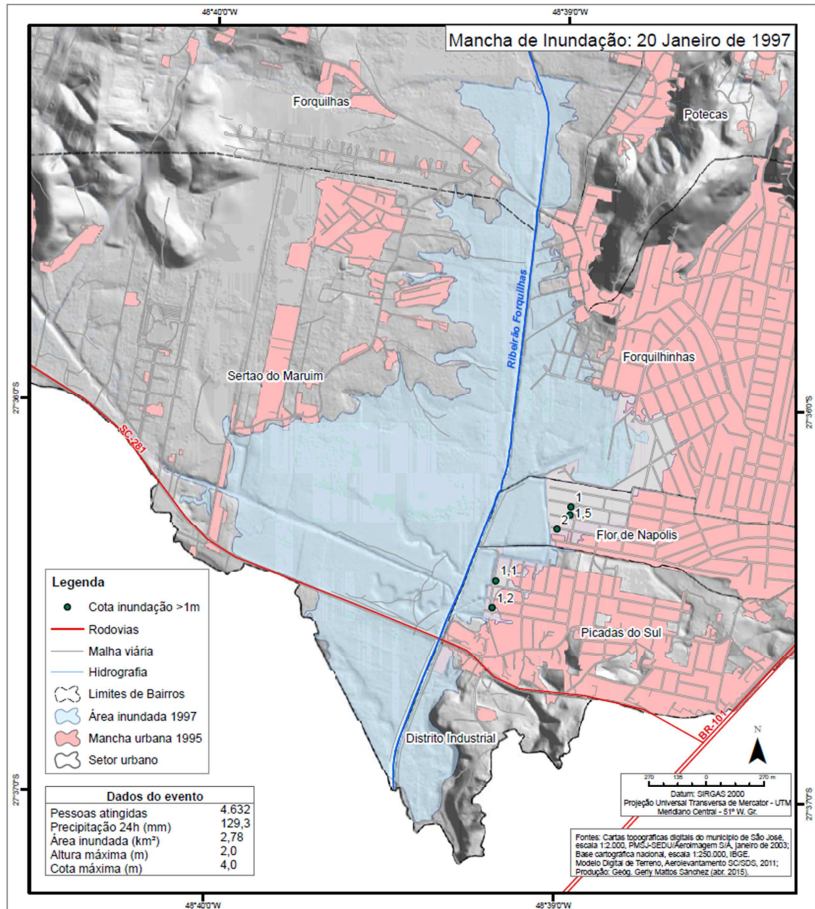 48°40'0"W
48°39'0"W
Mancha de Inundação: 20 Janeiro de 1997
Forquilhas
Potecas
Ribeirão Forquilhas
Forquilhinhas
Sertao do Maruim
27°36'0"S
27°36'0"S
SC-281
1
1,5
2
Flor de Napolis
1,1
1,2
Picadas do Sul
Distrito Industrial
BR-101
Legenda
Cota inundação >1m
Rodovias
Malha viária
Hidrografia
Limites de Bairros
Área inundada 1997
Mancha urbana 1995
Setor urbano
27°37'0"S
27°37'0"S
Dados do evento
Pessoas atingidas 4.632
Precipitação 24h (mm) 129,3
Área inundada (km²) 2,78
Altura máxima (m) 2,0
Cota máxima (m) 4,0
N
270 135 0 270 m
Datum: SIRGAS 2000
Projeção Universal Transversa de Mercator - UTM
Meridiano Central - 51º W. Gr.
Fontes: Cartas topográficas digitais do município de São José,
escala 1:2.000, PMSJ-SEDU/Aeroimagem S/A, janeiro de 2003;
Base cartográfica nacional, escala 1:250.000, IBGE.
Modelo Digital de Terreno, Aerolevantamento SC/SDS, 2011;
Produção: Geóg. Gerly Mattos Sánchez (abr. 2015).
48°40'0"W
48°39'0"W